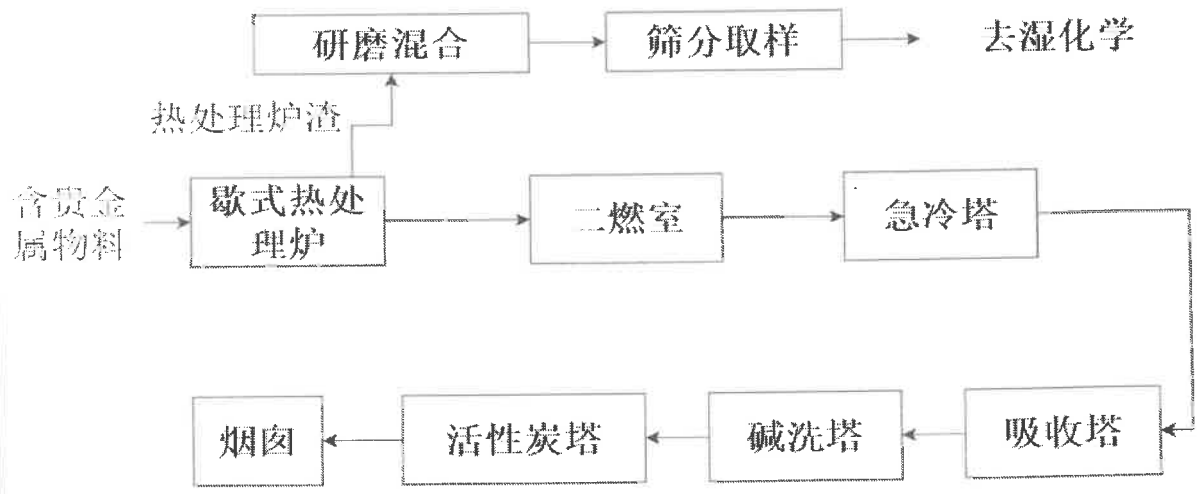 研磨混合
筛分取样
去湿化学
热处理炉渣
含贵金
属物料
歇式热处
理炉
二燃室
急冷塔
烟囱
活性炭塔
碱洗塔
吸收塔